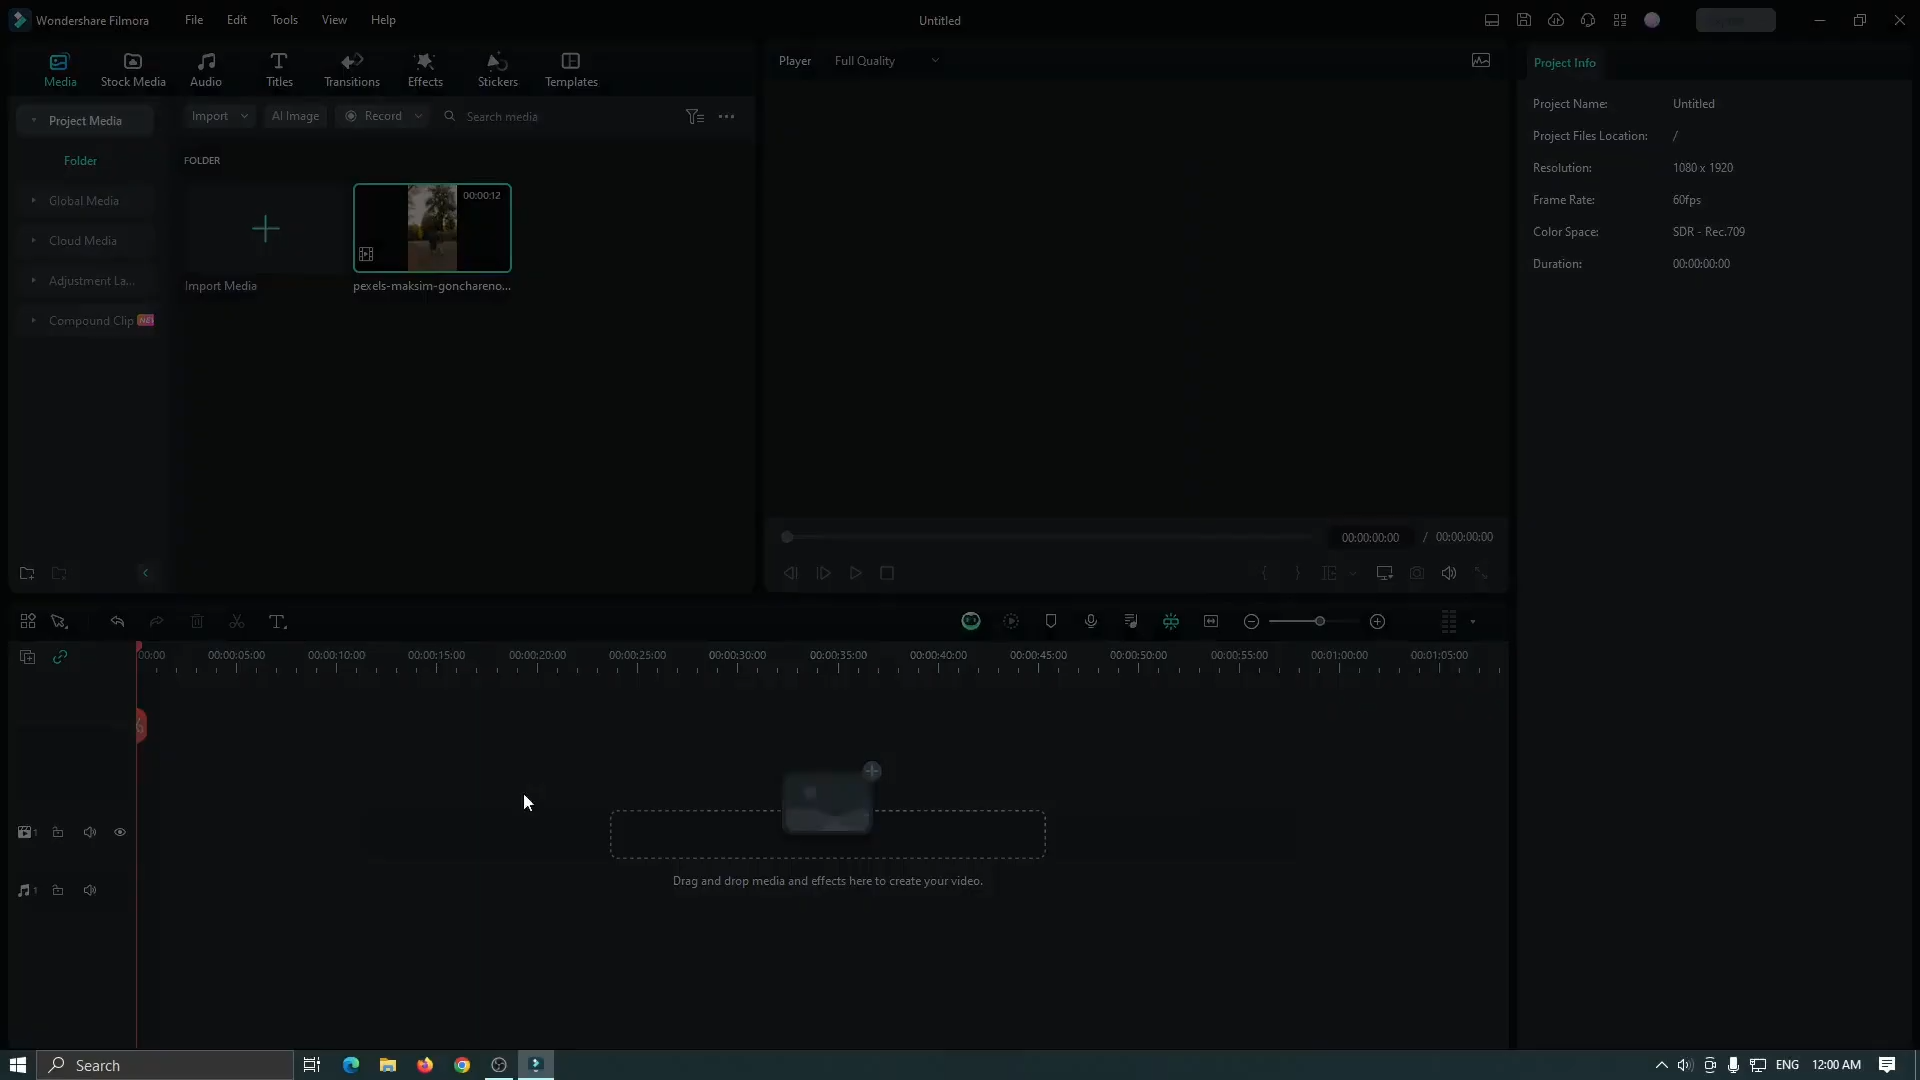 Wondershare Filmora
File
Edit
Tools
View
Help
Untitled
Media
Stock Media
Audio
Titles
Transitions
Effects
Stickers
Templates
Player
Full Quality
Project Info
Project Media
Import
AI Image
Record
Search media
Folder
FOLDER
Global Media
Cloud Media
Adjustment La...
Compound Clip NEW
00:00:12
Import Media
pexels-maksim-gonchareno...
Project Name:
Untitled
Project Files Location:
/
Resolution:
1080 x 1920
Frame Rate:
60fps
Color Space:
SDR - Rec.709
Duration:
00:00:00:00
00:00:00:00 / 00:00:00:00
00:00
00:00:05:00
00:00:10:00
00:00:15:00
00:00:20:00
00:00:25:00
00:00:30:00
00:00:35:00
00:00:40:00
00:00:45:00
00:00:50:00
00:00:55:00
00:01:00:00
00:01:05:00
1
1
Drag and drop media and effects here to create your video.
Search
ENG
12:00 AM